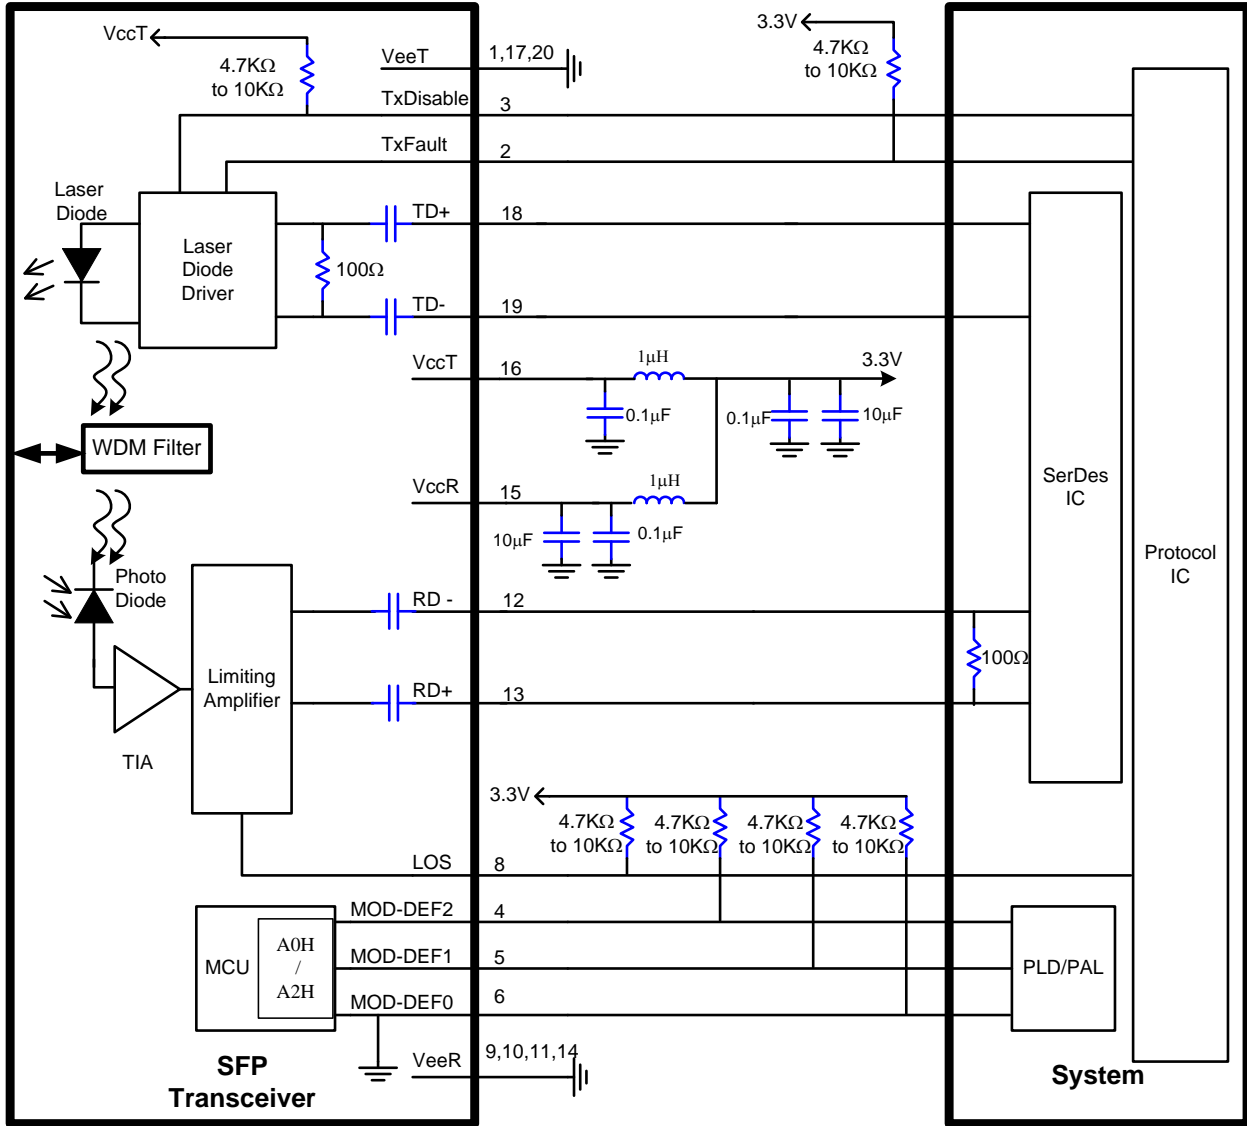 VccT
4.7KΩ
to 10KΩ
VeeT
1,17,20
3.3V
4.7KΩ
to 10KΩ
TxDisable
3
TxFault
2
Laser
Diode
Laser
Diode
Driver
100Ω
TD+
18
TD-
19
VccT
16
1µH
3.3V
0.1µF
0.1µF
10µF
WDM Filter
VccR
15
1µH
10µF
0.1µF
SerDes
IC
Protocol
IC
Photo
Diode
RD -
12
Limiting
Amplifier
RD+
13
100Ω
TIA
3.3V
4.7KΩ
to 10KΩ
4.7KΩ
to 10KΩ
4.7KΩ
to 10KΩ
4.7KΩ
to 10KΩ
LOS
8
MOD-DEF2
4
MCU
A0H
/
A2H
MOD-DEF1
5
PLD/PAL
MOD-DEF0
6
VeeR
9,10,11,14
SFP
Transceiver
System